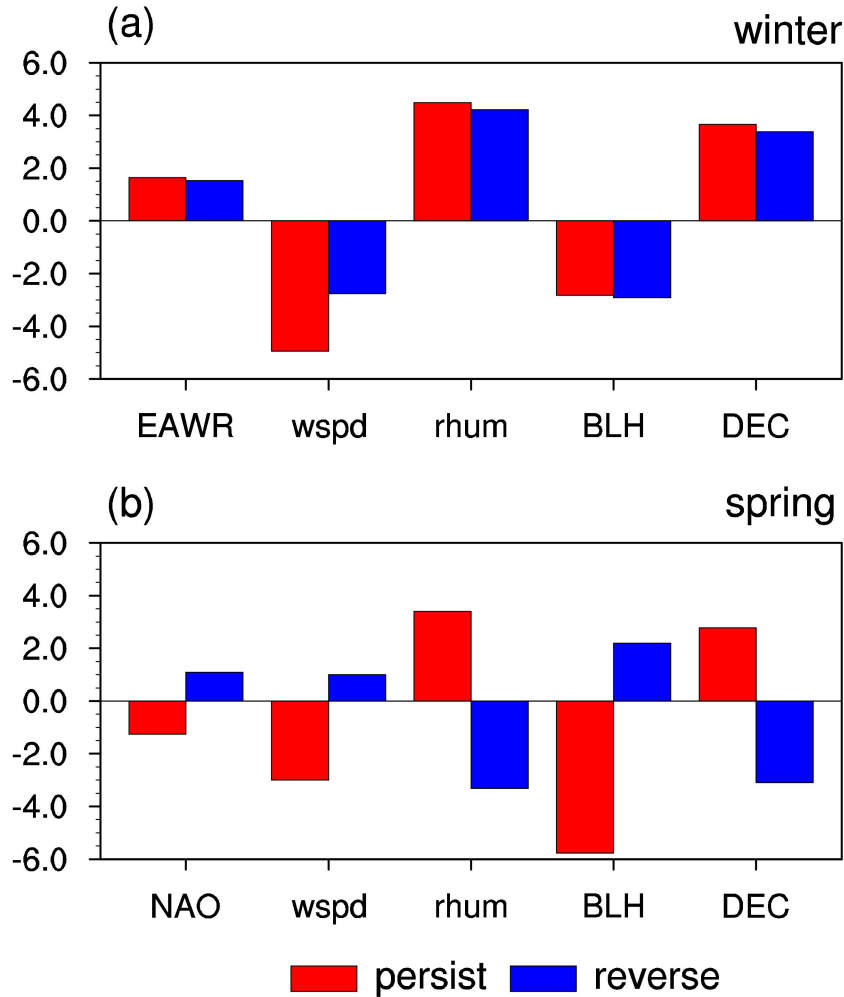 (a) winter
6.0
4.0
2.0
0.0
-2.0
-4.0
-6.0
EAWR wspd rhum BLH DEC
(b) spring
6.0
4.0
2.0
0.0
-2.0
-4.0
-6.0
NAO wspd rhum BLH DEC
persist reverse